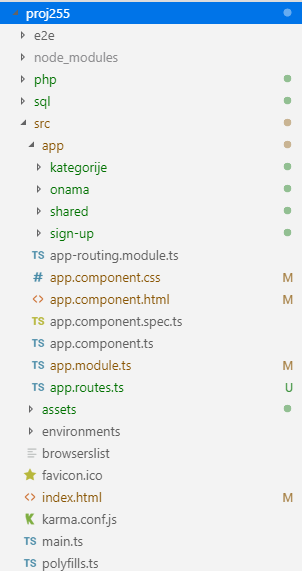 proj255
e2e
node_modules
php
sql
src
app
kategorije
onama
shared
sign-up
TS app-routing.module.ts
# app.component.css M
<> app.component.html M
TS app.component.spec.ts
TS app.component.ts
TS app.module.ts M
TS app.routes.ts U
assets
environments
browserslist
favicon.ico
<> index.html M
karma.conf.js
TS main.ts
TS polyfills.ts